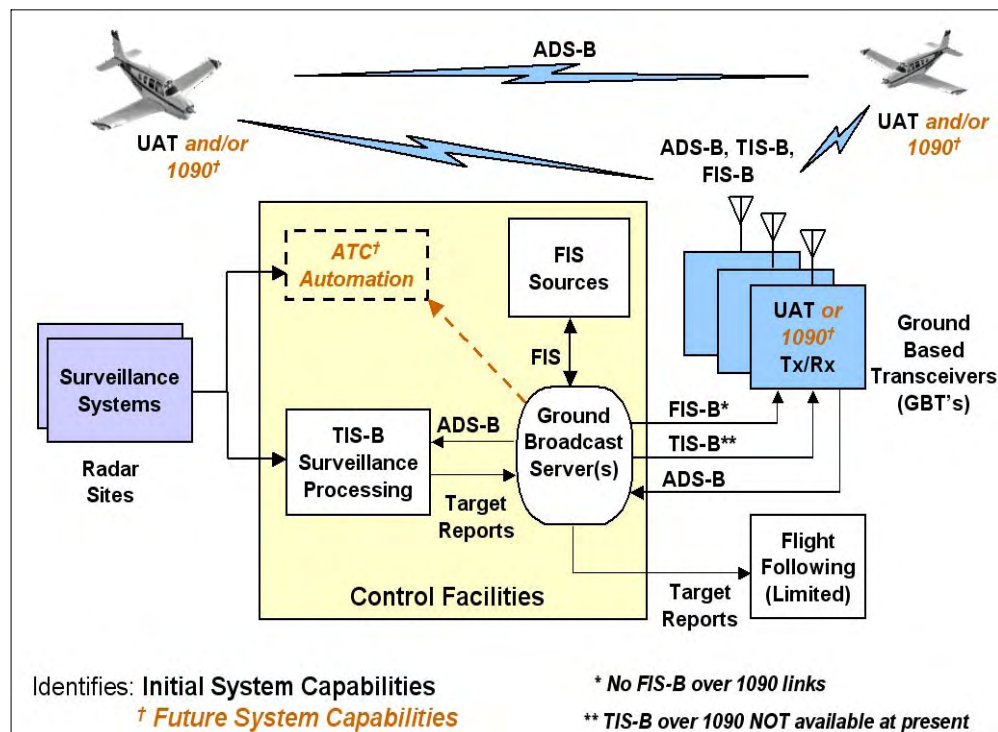 ADS-B
UAT and/or
1090†
UAT and/or
1090†
ADS-B, TIS-B,
FIS-B
ATC†
Automation
FIS
Sources
UAT or
1090†
Tx/Rx
Ground
Based
Transceivers
(GBT's)
Surveillance
Systems
FIS
Radar
Sites
TIS-B
Surveillance
Processing
ADS-B
Target
Reports
Ground
Broadcast
Server(s)
FIS-B*
TIS-B**
ADS-B
Flight
Following
(Limited)
Target
Reports
Control Facilities
Identifies: Initial System Capabilities
† Future System Capabilities
* No FIS-B over 1090 links
** TIS-B over 1090 NOT available at present